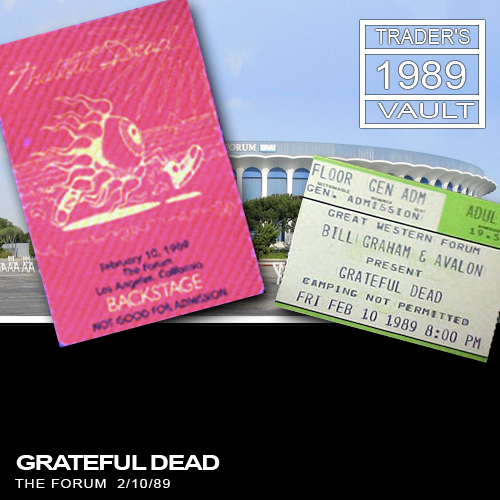 TRADER'S
1989
VAULT
Grateful Dead
FORUM GW
February 10, 1989
The Forum
Los Angeles, California
BACKSTAGE
NOT GOOD FOR ADMISSION
FLOOR GEN ADM
GEN. ADMISSION
ADUL
GREAT WESTERN FORUM
BILL GRAHAM & AVALON
PRESENT
GRATEFUL DEAD
CAMPING NOT PERMITTED
FRI FEB 10 1989 8:00 PM
GRATEFUL DEAD
THE FORUM 2/10/89